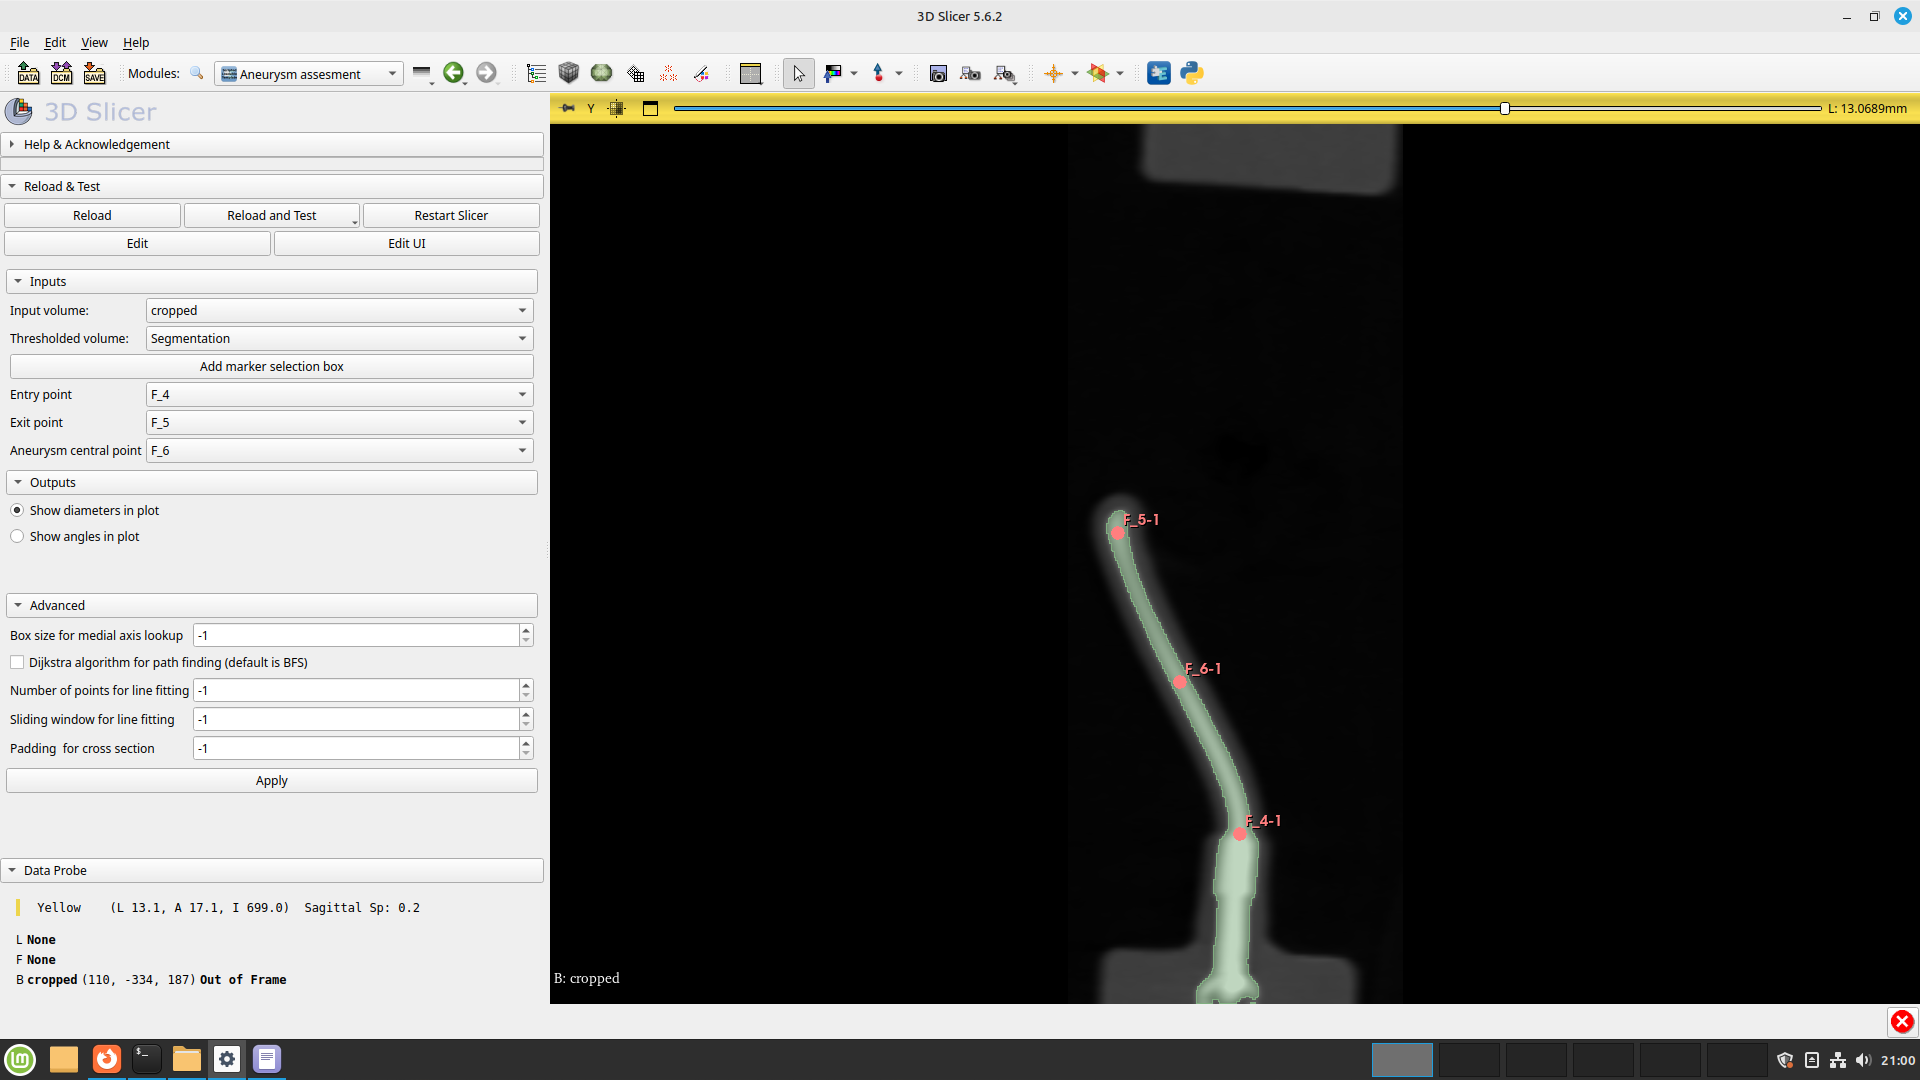 3D Slicer 5.6.2
File Edit View Help
DATA DCM SAVE Modules: Aneurysm assesment
3D Slicer
Y L: 13.0689mm
Help & Acknowledgement
Reload & Test
Reload Reload and Test Restart Slicer
Edit Edit UI
Inputs
Input volume: cropped
Thresholded volume: Segmentation
Add marker selection box
Entry point F_4
Exit point F_5
Aneurysm central point F_6
Outputs
Show diameters in plot
Show angles in plot
Advanced
Box size for medial axis lookup -1
Dijkstra algorithm for path finding (default is BFS)
Number of points for line fitting -1
Sliding window for line fitting -1
Padding for cross section -1
Apply
Data Probe
Yellow (L 13.1, A 17.1, I 699.0) Sagittal Sp: 0.2
L None
F None
B cropped (110, -334, 187) Out of Frame
F_5-1
F_6-1
F_4-1
B: cropped
21:00